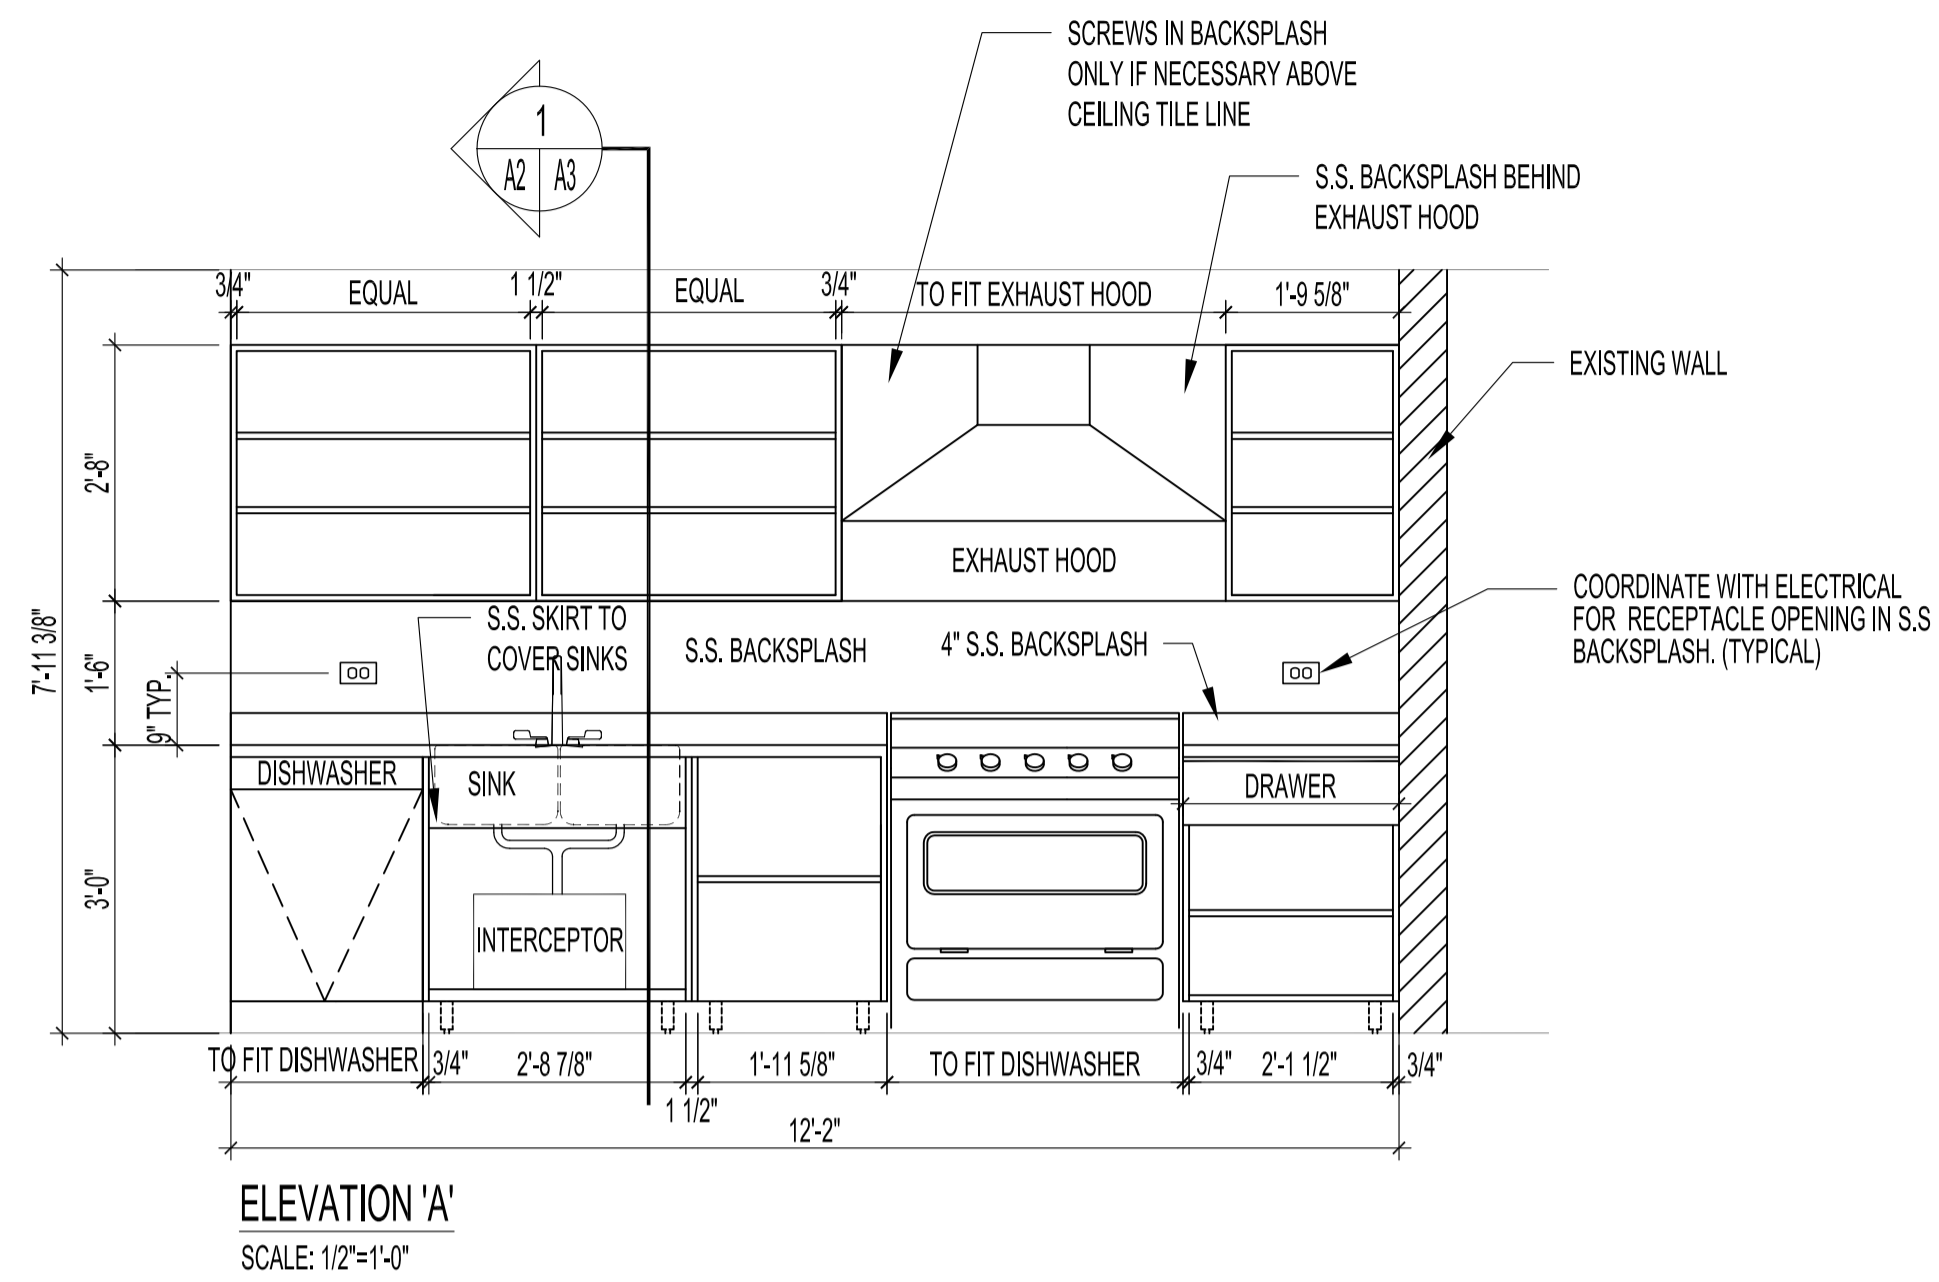 SCREWS IN BACKSPLASH
ONLY IF NECESSARY ABOVE
CEILING TILE LINE
1
A2 A3
S.S. BACKSPLASH BEHIND
EXHAUST HOOD
3/4" EQUAL 1 1/2" EQUAL 3/4" TO FIT EXHAUST HOOD 1'-9 5/8"
EXISTING WALL
2'-8"
EXHAUST HOOD
COORDINATE WITH ELECTRICAL
FOR RECEPTACLE OPENING IN S.S
BACKSPLASH. (TYPICAL)
S.S. SKIRT TO
COVER SINKS
S.S. BACKSPLASH
4" S.S. BACKSPLASH
7'-11 3/8"
1'-6"
9" TYP.
DISHWASHER
SINK
DRAWER
3'-0"
INTERCEPTOR
TO FIT DISHWASHER 3/4" 2'-8 7/8" 1'-11 5/8" TO FIT DISHWASHER 3/4" 2'-1 1/2" 3/4"
1 1/2"
12'-2"
ELEVATION 'A'
SCALE: 1/2"=1'-0"